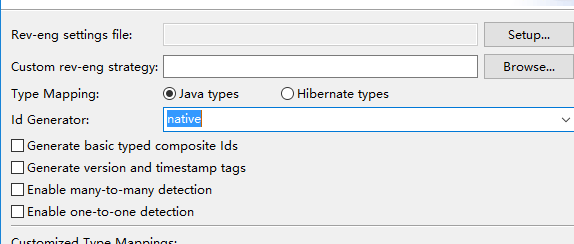 Rev-eng settings file: Setup...
Custom rev-eng strategy: Browse...
Type Mapping: Java types Hibernate types
Id Generator: native
Generate basic typed composite Ids
Generate version and timestamp tags
Enable many-to-many detection
Enable one-to-one detection
Customized Type Mappings: